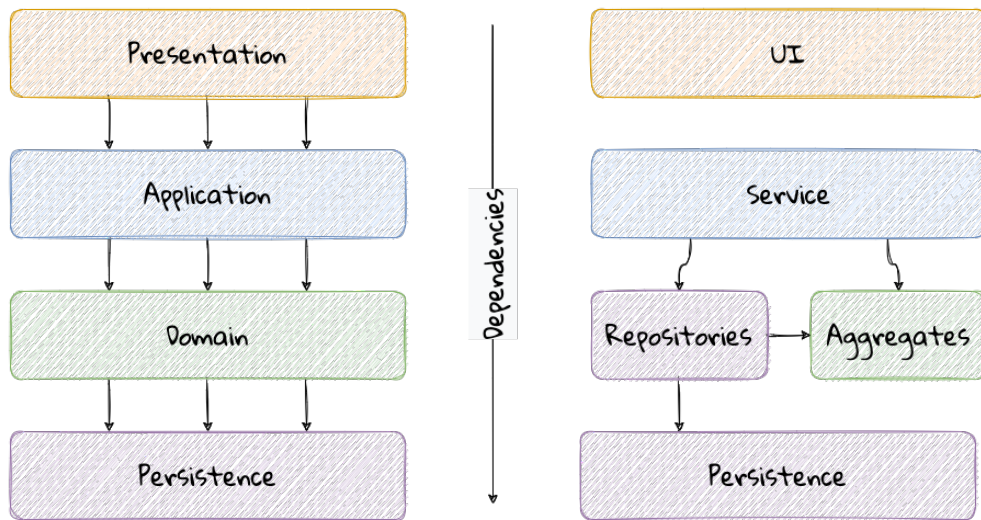 Presentation
Application
Domain
Persistence
Dependencies
UI
Service
Repositories
Aggregates
Persistence